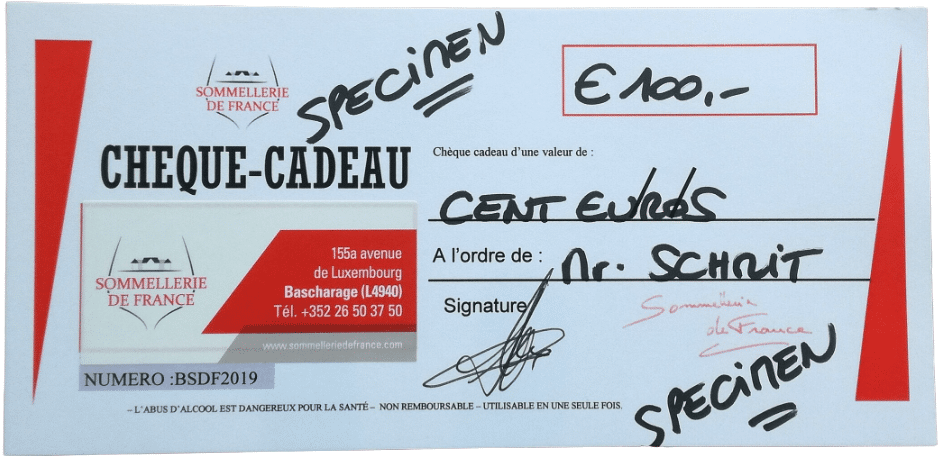 SPECIMEN
SOMMELLERIE
DE FRANCE
€ 100,-
CHEQUE-CADEAU
Chèque cadeau d'une valeur de :
CENT EUROS
SOMMELLERIE
DE FRANCE
155a avenue
de Luxembourg
Bascharage (L4940)
Tél. +352 26 50 37 50
www.sommelleriedefrance.com
A l'ordre de : Mr. SCHMIT
Signature
Sommellerie
de France
NUMERO :BSDF2019
SPECIMEN
– L'ABUS D'ALCOOL EST DANGEREUX POUR LA SANTÉ – NON REMBOURSABLE – UTILISABLE EN UNE SEULE FOIS.